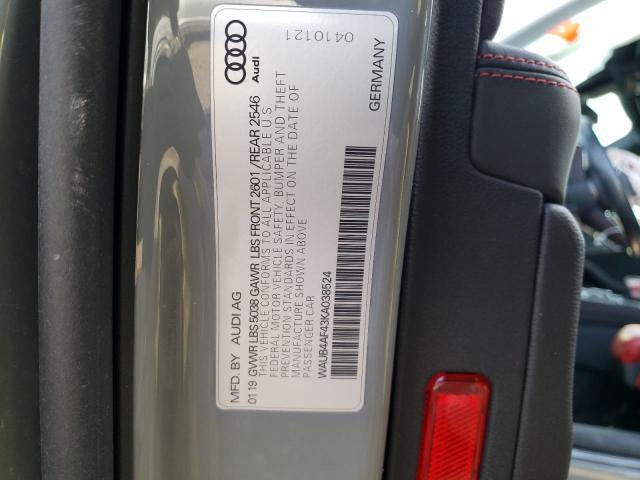 MFD. BY AUDI AG
0119 GVWR LBS 5038 GAWR LBS FRONT 2601 / REAR 2546
THIS VEHICLE CONFORMS TO ALL APPLICABLE U.S.
FEDERAL MOTOR VEHICLE SAFETY, BUMPER AND THEFT
PREVENTION STANDARDS IN EFFECT ON THE DATE OF
MANUFACTURE SHOWN ABOVE
PASSENGER CAR
WAUB4AF43KA038524
Audi
0410121
GERMANY